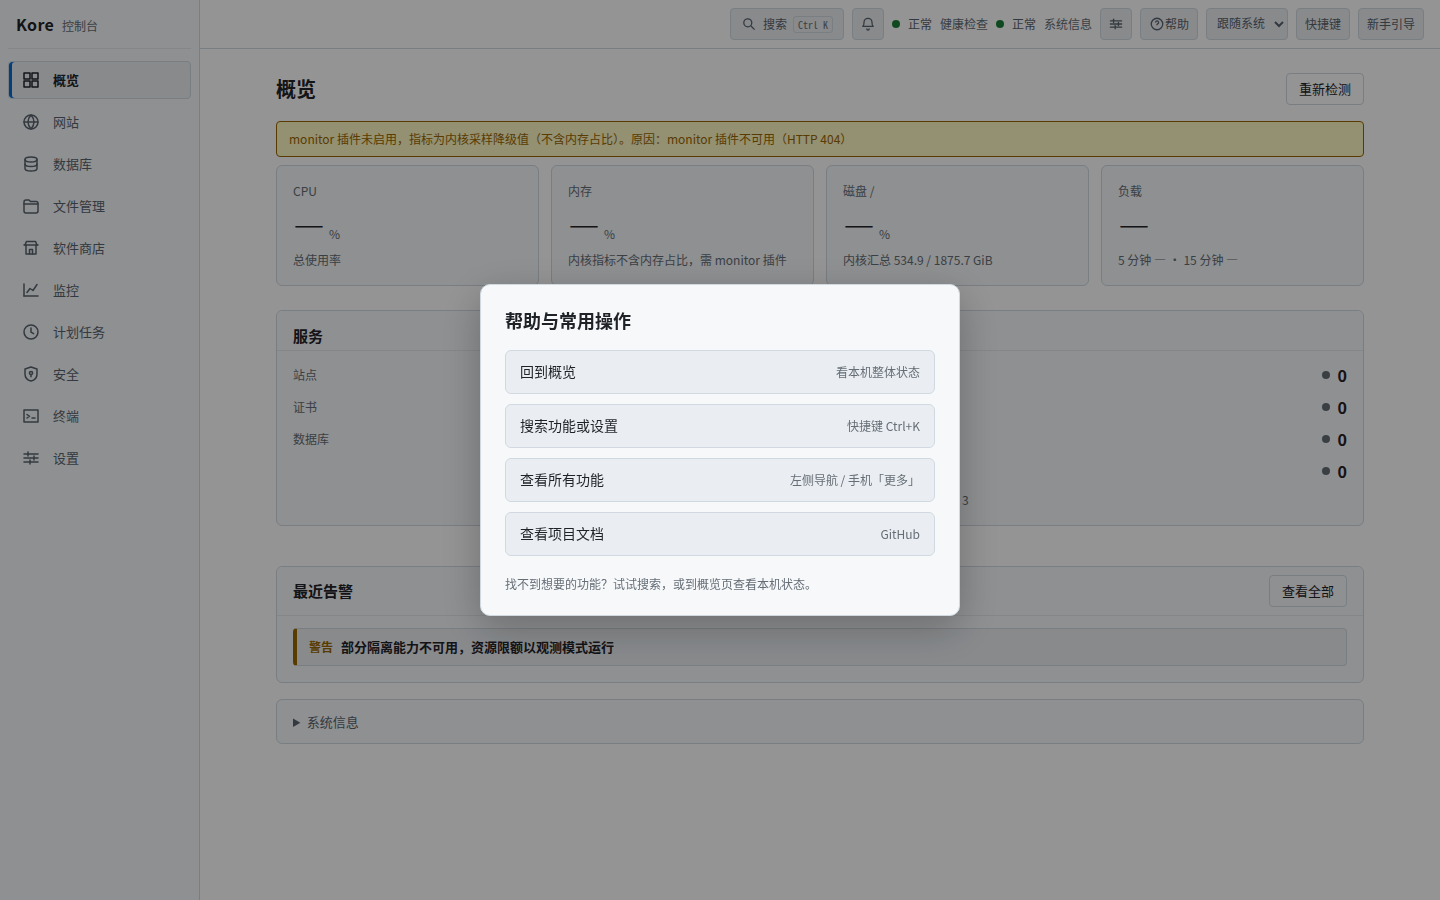 Kore 控制台
搜索 Ctrl K
正常 健康检查
正常 系统信息
帮助
跟随系统
快捷键
新手引导
概览
网站
数据库
文件管理
软件商店
监控
计划任务
安全
终端
设置
概览
重新检测
monitor 插件未启用，指标为内核采样降级值（不含内存占比）。原因：monitor 插件不可用（HTTP 404）
CPU
— %
总使用率
内存
— %
内核指标不含内存占比，需 monitor 插件
磁盘 /
— %
内核汇总 534.9 / 1875.7 GiB
负载
—
5 分钟 — · 15 分钟 —
服务
站点
0
证书
0
数据库
0
0
3
帮助与常用操作
回到概览 看本机整体状态
搜索功能或设置 快捷键 Ctrl+K
查看所有功能 左侧导航 / 手机「更多」
查看项目文档 GitHub
找不到想要的功能？试试搜索，或到概览页查看本机状态。
最近告警
查看全部
警告 部分隔离能力不可用，资源限额以观测模式运行
系统信息